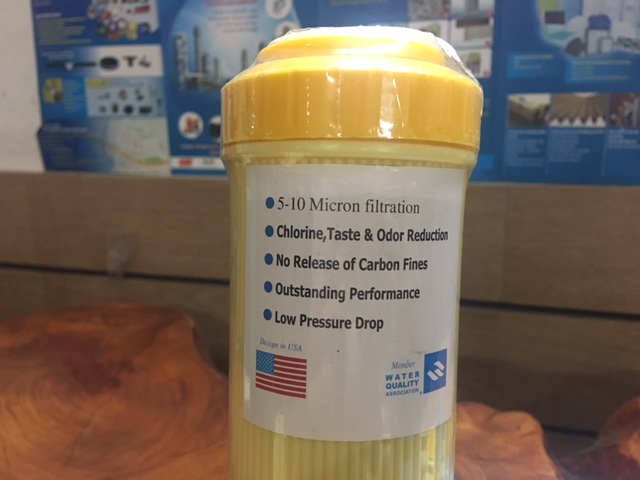 5-10 Micron filtration
Chlorine,Taste & Odor Reduction
No Release of Carbon Fines
Outstanding Performance
Low Pressure Drop
Design in USA
Member
WATER
QUALITY
ASSOCIATION